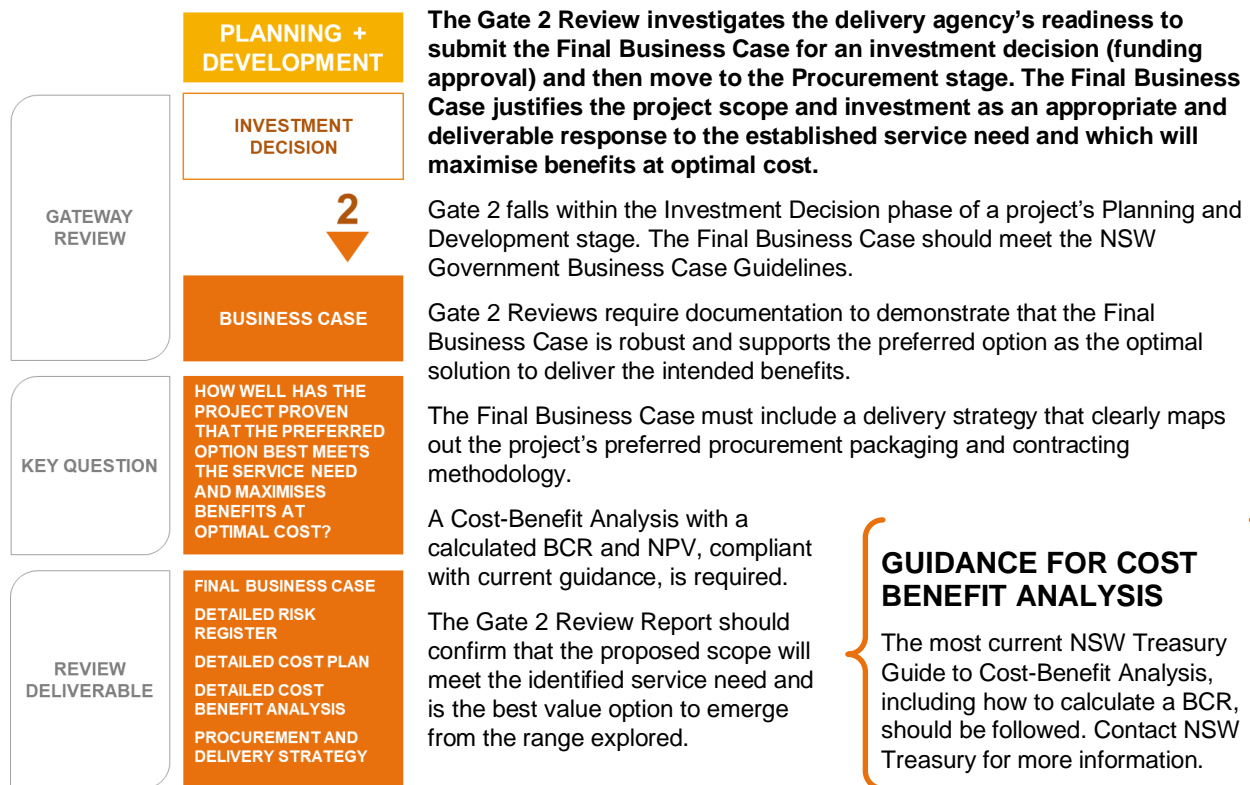 PLANNING +
DEVELOPMENT
GATEWAY
REVIEW
INVESTMENT
DECISION
2
BUSINESS CASE
KEY QUESTION
HOW WELL HAS THE
PROJECT PROVEN
THAT THE PREFERRED
OPTION BEST MEETS
THE SERVICE NEED
AND MAXIMISES
BENEFITS AT
OPTIMAL COST?
REVIEW
DELIVERABLE
FINAL BUSINESS CASE
DETAILED RISK
REGISTER
DETAILED COST PLAN
DETAILED COST
BENEFIT ANALYSIS
PROCUREMENT AND
DELIVERY STRATEGY
The Gate 2 Review investigates the delivery agency’s readiness to
submit the Final Business Case for an investment decision (funding
approval) and then move to the Procurement stage. The Final Business
Case justifies the project scope and investment as an appropriate and
deliverable response to the established service need and which will
maximise benefits at optimal cost.
Gate 2 falls within the Investment Decision phase of a project’s Planning and
Development stage. The Final Business Case should meet the NSW
Government Business Case Guidelines.
Gate 2 Reviews require documentation to demonstrate that the Final
Business Case is robust and supports the preferred option as the optimal
solution to deliver the intended benefits.
The Final Business Case must include a delivery strategy that clearly maps
out the project’s preferred procurement packaging and contracting
methodology.
A Cost-Benefit Analysis with a
calculated BCR and NPV, compliant
with current guidance, is required.
The Gate 2 Review Report should
confirm that the proposed scope will
meet the identified service need and
is the best value option to emerge
from the range explored.
GUIDANCE FOR COST
BENEFIT ANALYSIS
The most current NSW Treasury
Guide to Cost-Benefit Analysis,
including how to calculate a BCR,
should be followed. Contact NSW
Treasury for more information.